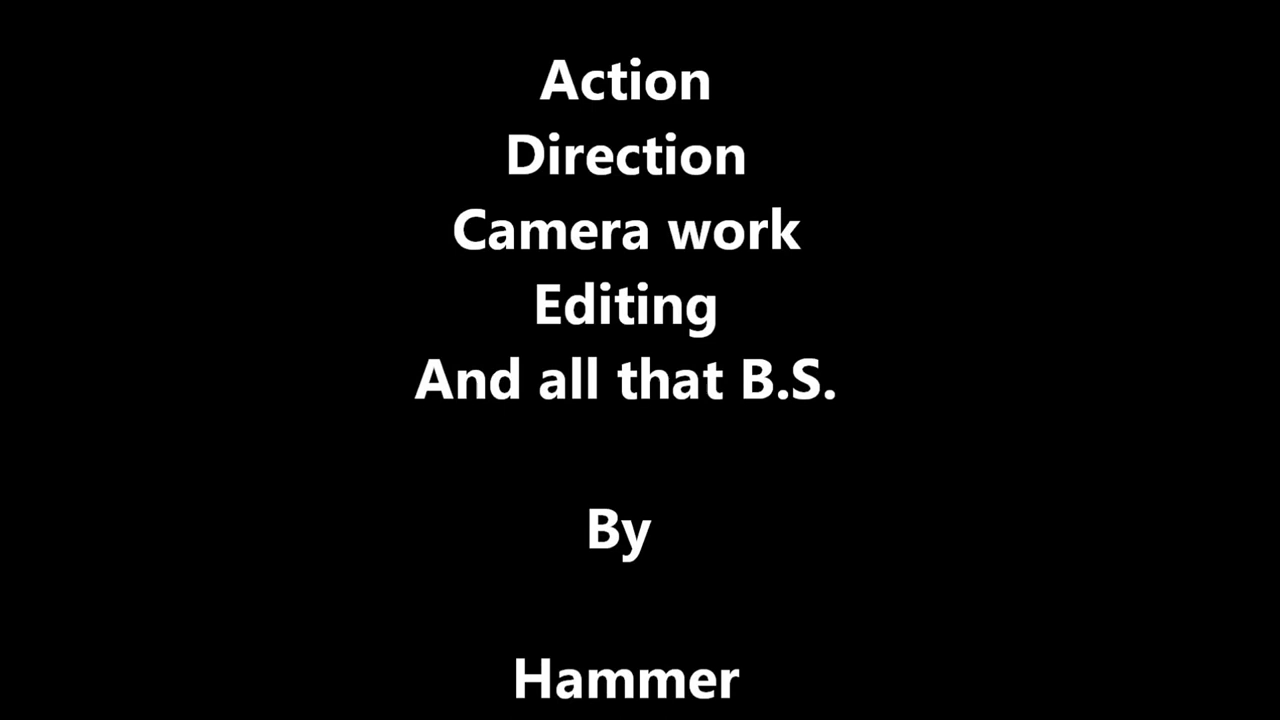 Action
Direction
Camera work
Editing
And all that B.S.
By
Hammer